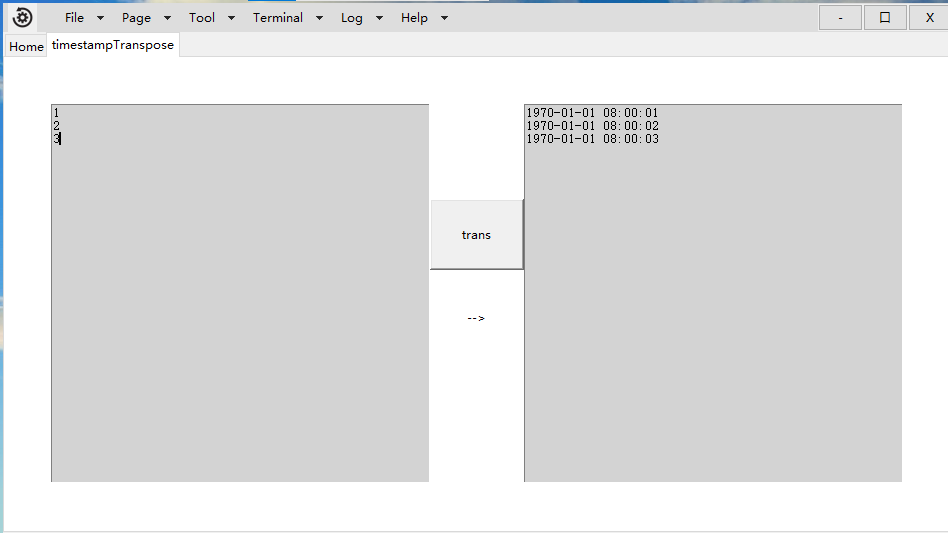 File Page Tool Terminal Log Help - 口 X
Home timestampTranspose
1
2
3
trans
-->
1970-01-01 08:00:01
1970-01-01 08:00:02
1970-01-01 08:00:03